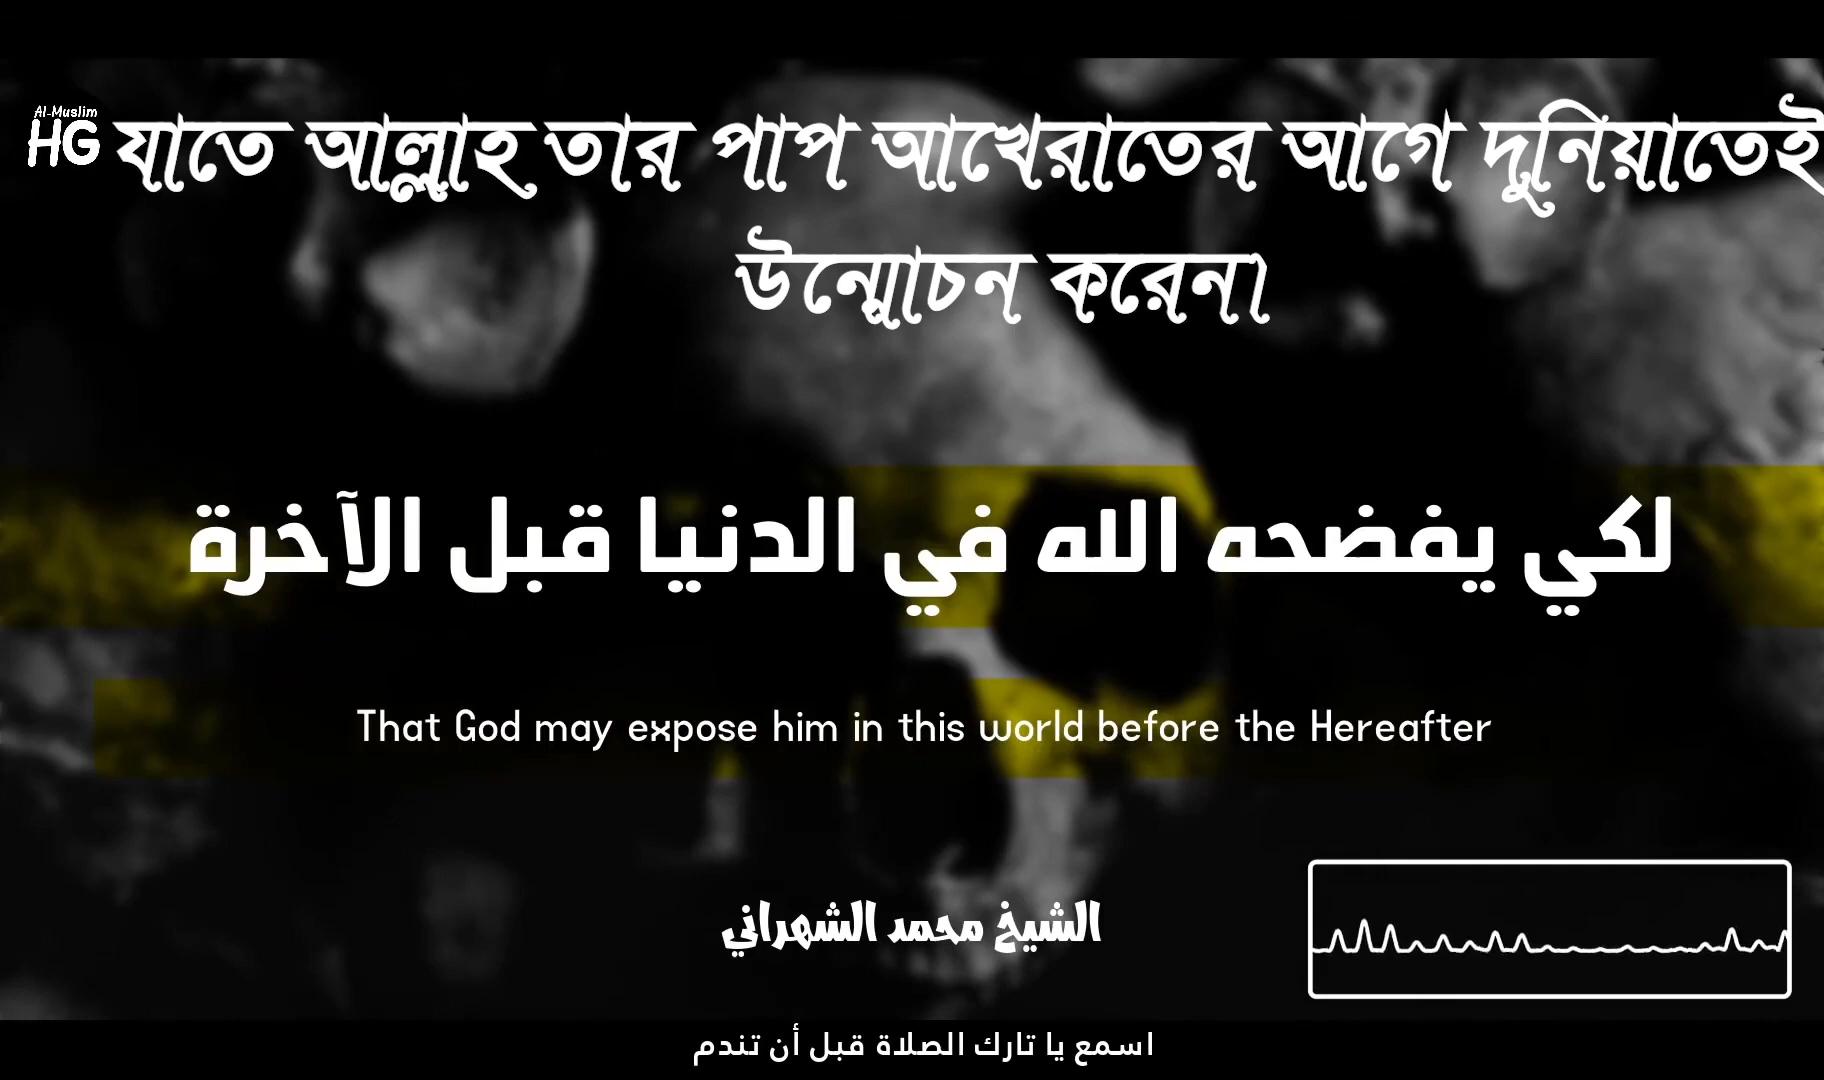 Al-Muslim
HG
যাতে আল্লাহ তার পাপ আখেরাতের আগে দুনিয়াতেই
উন্মোচন করেন।
لكي يفضحه الله في الدنيا قبل الآخرة
That God may expose him in this world before the Hereafter
الشيخ محمد الشهراني
اسمع يا تارك الصلاة قبل أن تندم